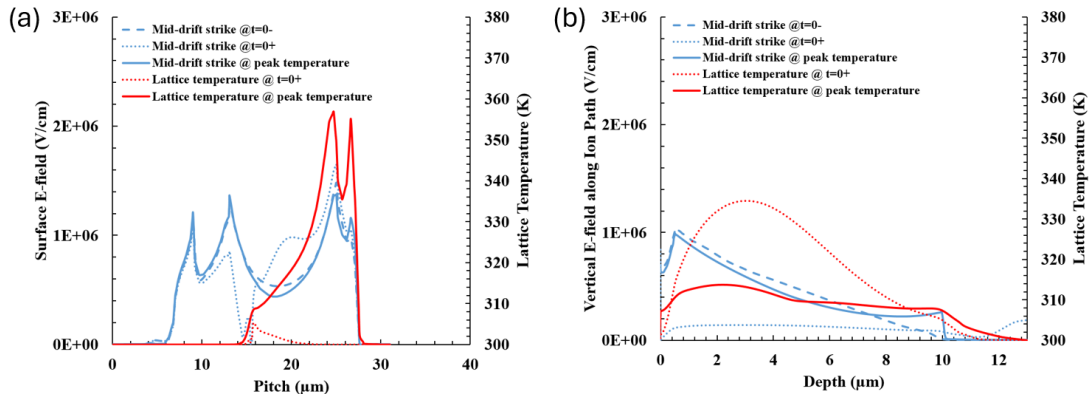 (a)
Mid-drift strike @t=0-
Mid-drift strike @t=0+
Mid-drift strike @ peak temperature
Lattice temperature @ t=0+
Lattice temperature @ peak temperature
Surface E-field (V/cm)
3E+06
2E+06
1E+06
0E+00
0
10
20
30
40
Pitch (µm)
380
370
360
350
340
330
320
310
300
Lattice Temperature (K)
(b)
Mid-drift strike @t=0-
Mid-drift strike @t=0+
Mid-drift strike @ peak temperature
Lattice temperature @ t=0+
Lattice temperature @ peak temperature
Vertical E-field along Ion Path (V/cm)
3E+06
2E+06
1E+06
0E+00
0
2
4
6
8
10
12
Depth (µm)
380
370
360
350
340
330
320
310
300
Lattice Temperature (K)